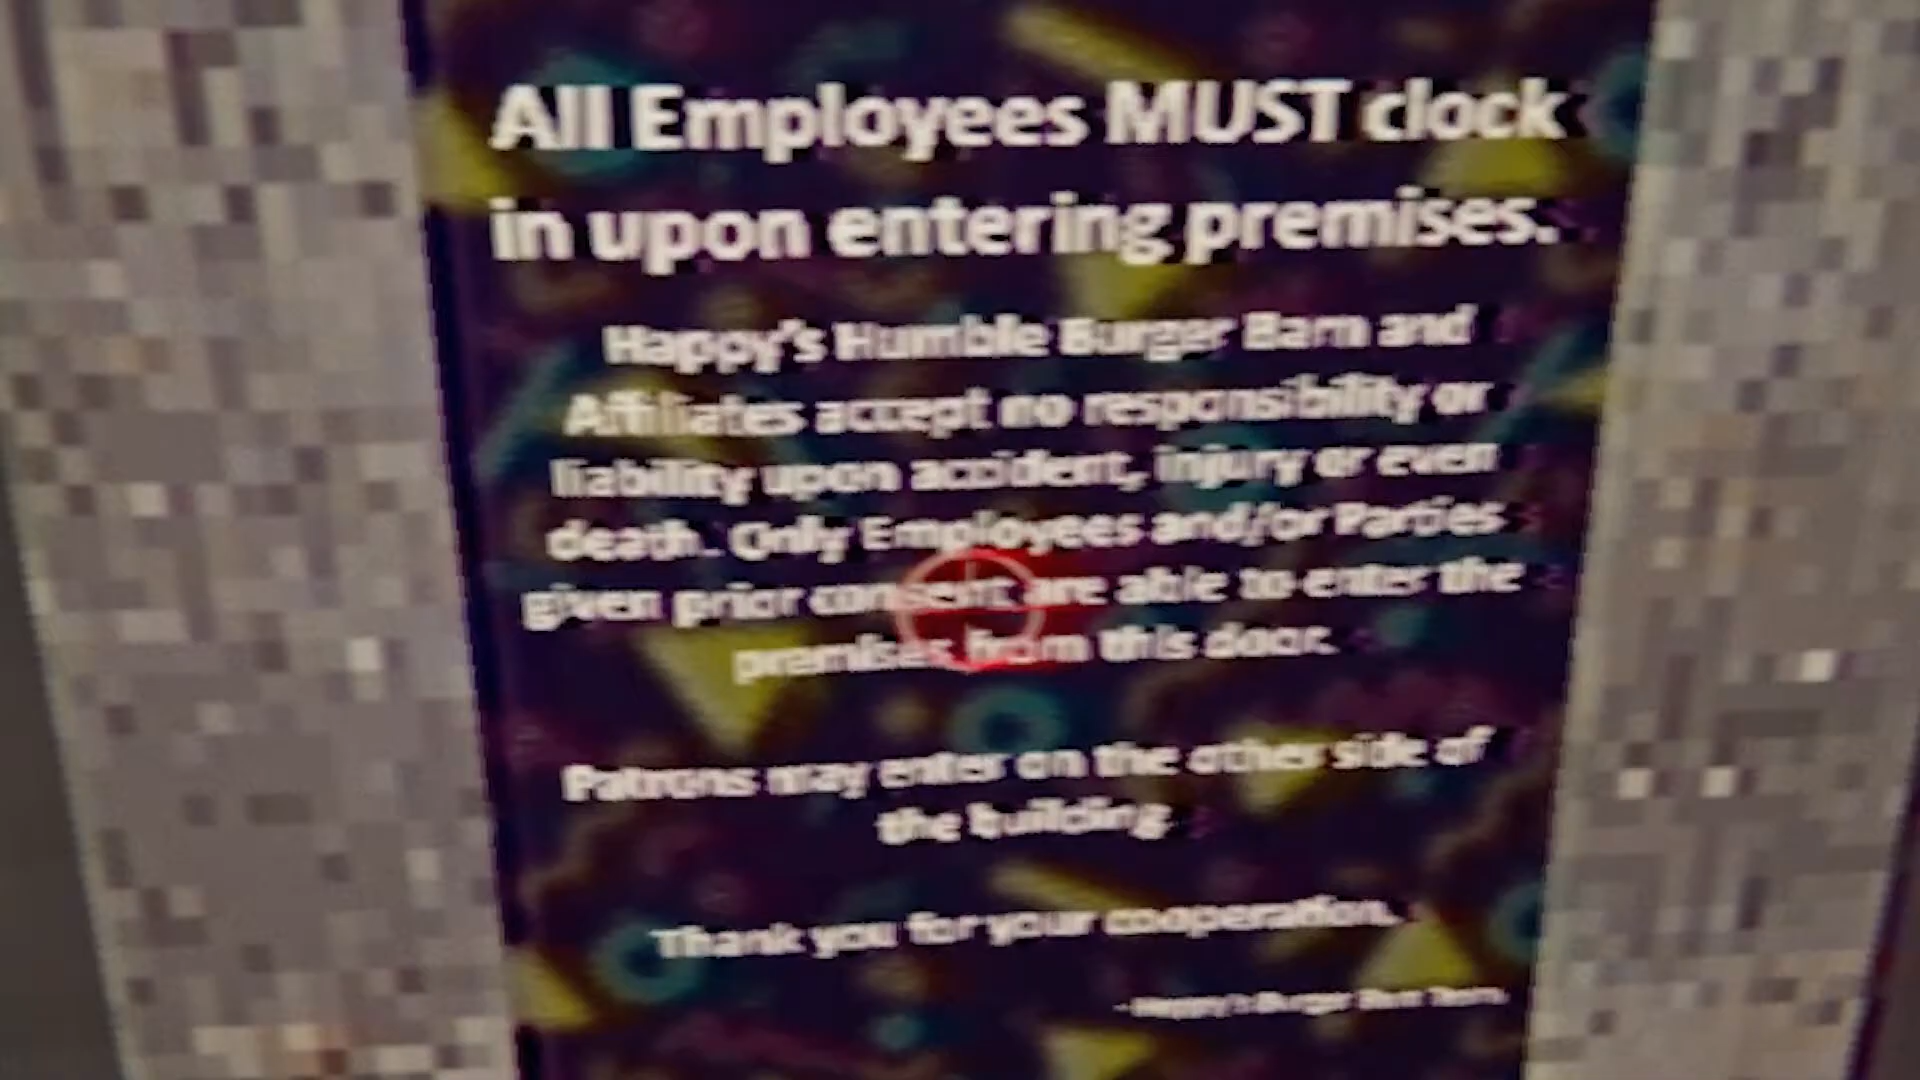 All Employees MUST clock
in upon entering premises.
Happy's Humble Burger Barn and
Affiliates accept no responsibility or
liability upon accident, injury or even
death. Only Employees and/or Parties
given prior consent are able to enter the
premises from this door.
Patrons may enter on the other side of
the building.
Thank you for your cooperation.
- Happy's Burger